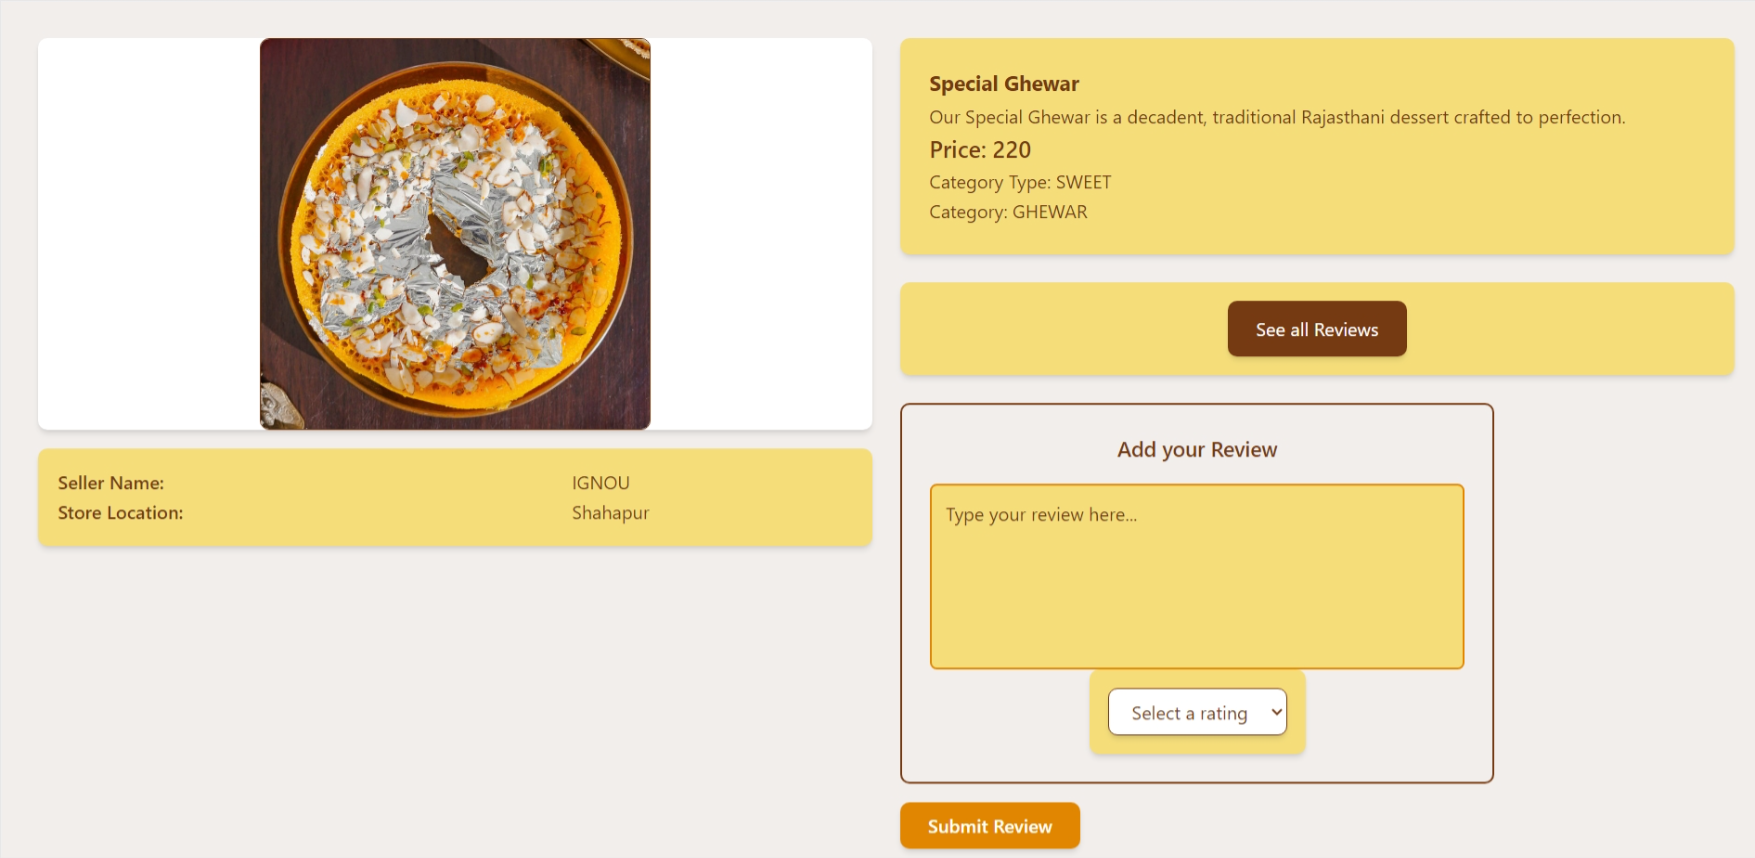 Special Ghewar
Our Special Ghewar is a decadent, traditional Rajasthani dessert crafted to perfection.
Price: 220
Category Type: SWEET
Category: GHEWAR
See all Reviews
Seller Name: IGNOU
Store Location: Shahapur
Add your Review
Type your review here...
Select a rating
Submit Review